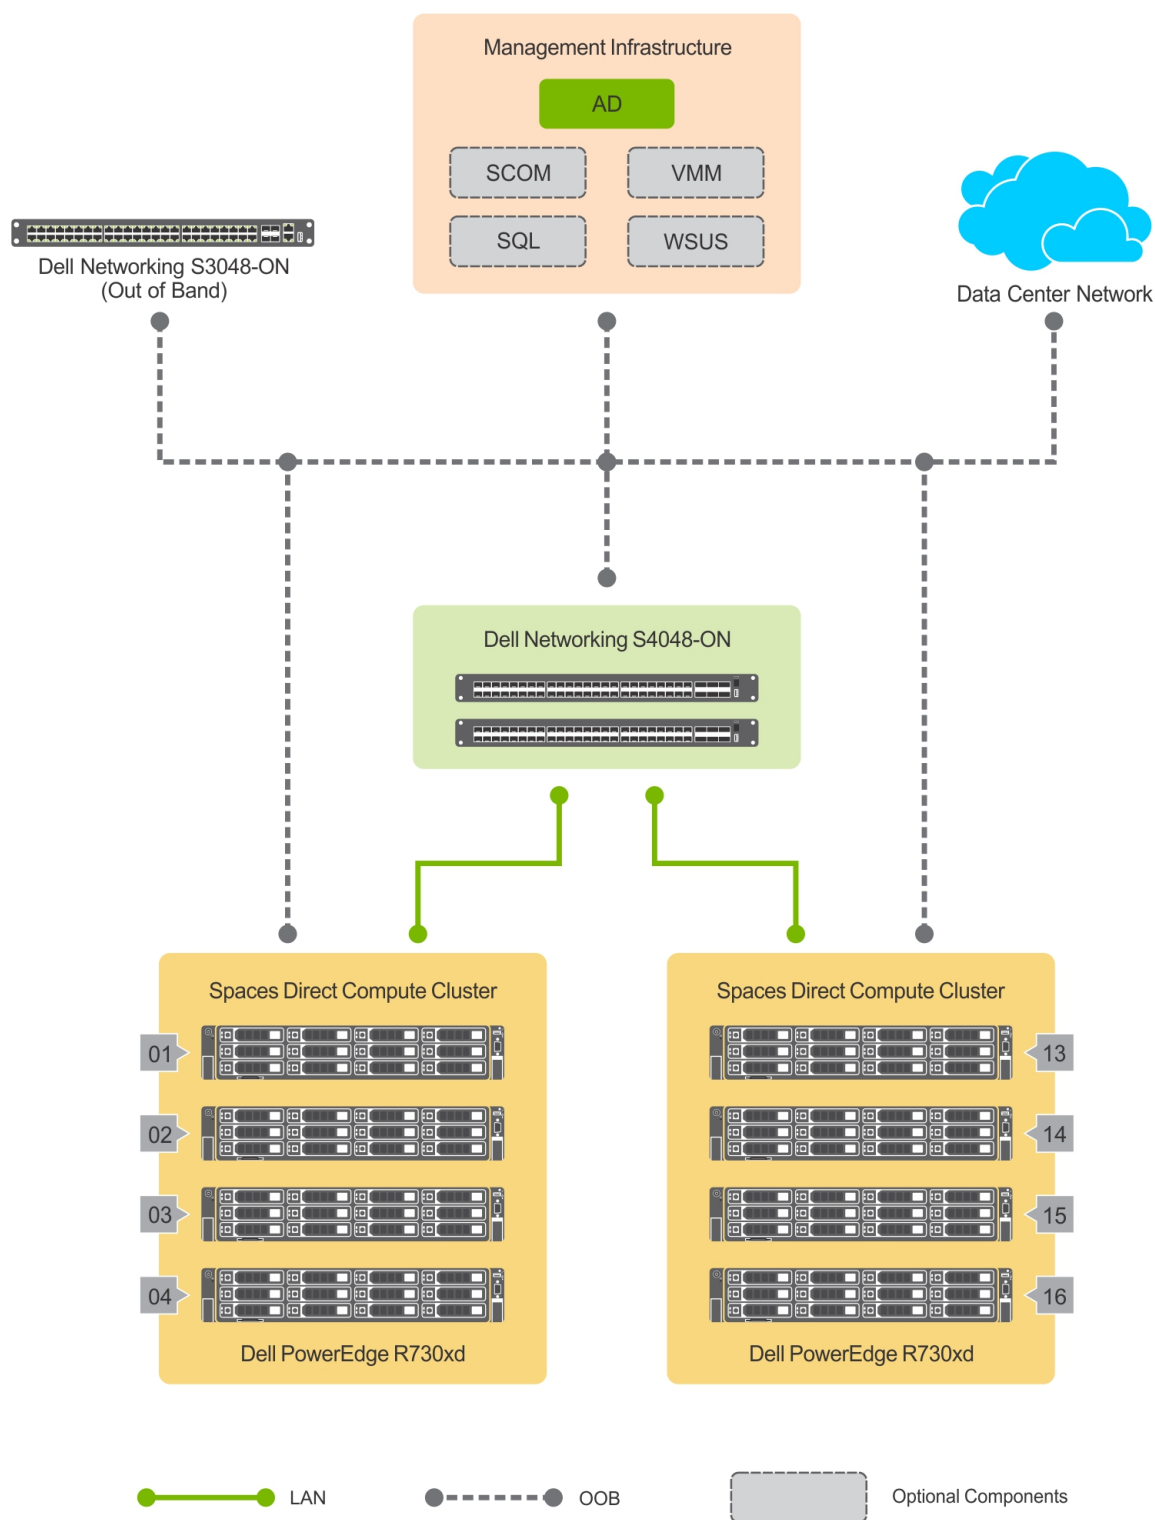 Management Infrastructure
AD
SCOM
VMM
SQL
WSUS
Dell Networking S3048-ON
(Out of Band)
Data Center Network
Dell Networking S4048-ON
Spaces Direct Compute Cluster
01
02
03
04
Dell PowerEdge R730xd
Spaces Direct Compute Cluster
13
14
15
16
Dell PowerEdge R730xd
LAN
OOB
Optional Components